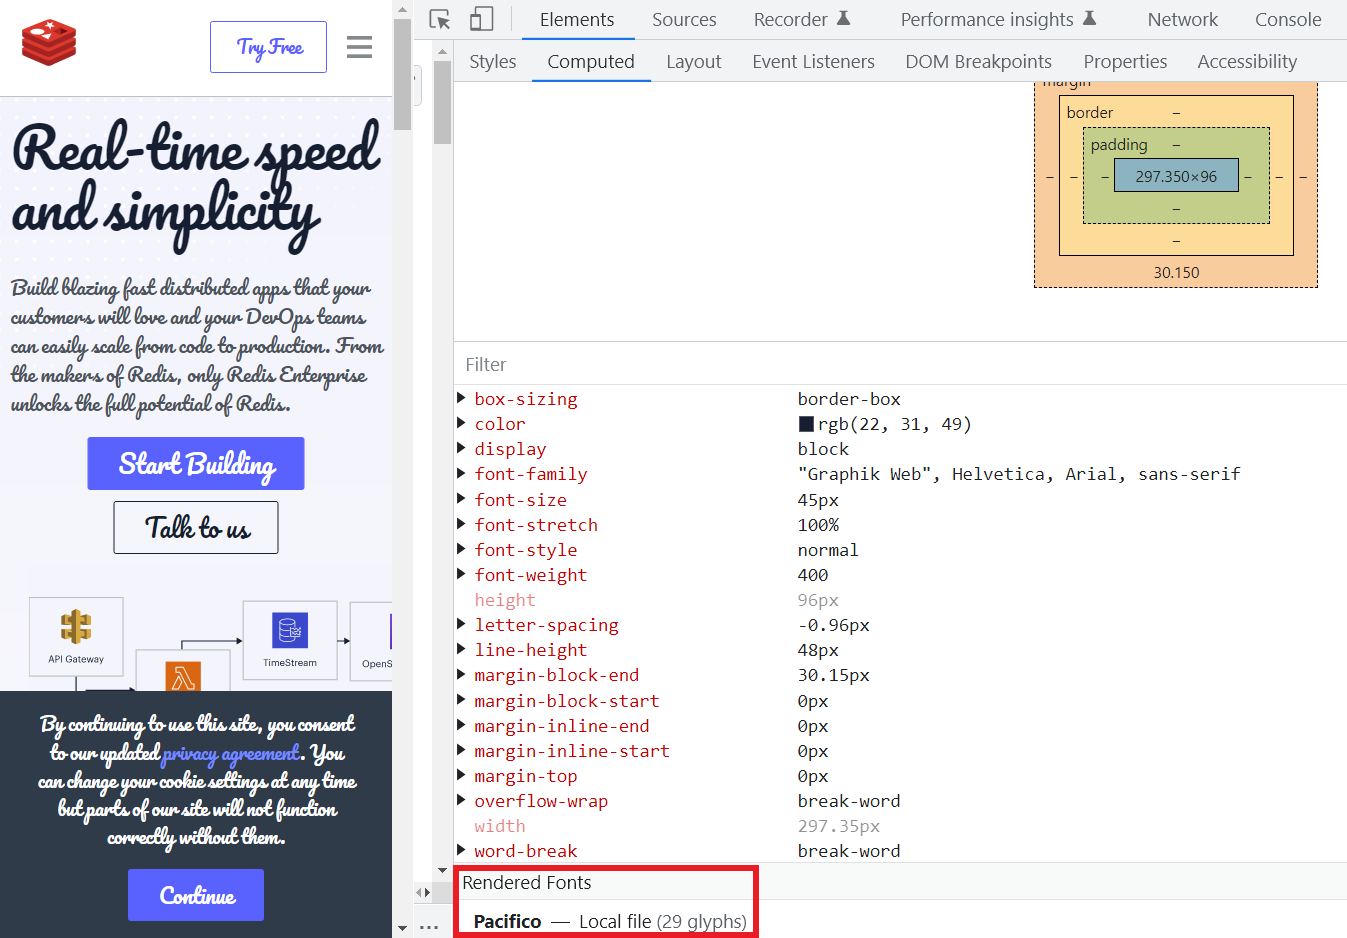 Try Free
Real-time speed
and simplicity
Build blazing fast distributed apps that your
customers will love and your DevOps teams
can easily scale from code to production. From
the makers of Redis, only Redis Enterprise
unlocks the full potential of Redis.
Start Building
Talk to us
API Gateway
TimeStream
OpenS
By continuing to use this site, you consent
to our updated privacy agreement. You
can change your cookie settings at any time
but parts of our site will not function
correctly without them.
Continue
Elements Sources Recorder Performance insights Network Console
Styles Computed Layout Event Listeners DOM Breakpoints Properties Accessibility
margin
border –
padding –
– – – 297.350×96 – – –
–
–
30.150
Filter
box-sizing border-box
color rgb(22, 31, 49)
display block
font-family "Graphik Web", Helvetica, Arial, sans-serif
font-size 45px
font-stretch 100%
font-style normal
font-weight 400
height 96px
letter-spacing -0.96px
line-height 48px
margin-block-end 30.15px
margin-block-start 0px
margin-inline-end 0px
margin-inline-start 0px
margin-top 0px
overflow-wrap break-word
width 297.35px
word-break break-word
Rendered Fonts
Pacifico — Local file (29 glyphs)
...